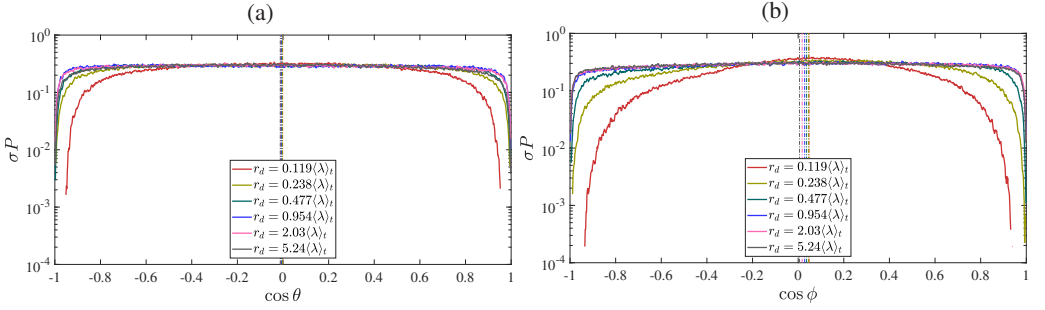 (a)
10^0
10^-1
10^-2
10^-3
10^-4
σP
r_d = 0.119⟨λ⟩_t
r_d = 0.238⟨λ⟩_t
r_d = 0.477⟨λ⟩_t
r_d = 0.954⟨λ⟩_t
r_d = 2.03⟨λ⟩_t
r_d = 5.24⟨λ⟩_t
-1 -0.8 -0.6 -0.4 -0.2 0 0.2 0.4 0.6 0.8 1
cos θ
(b)
10^0
10^-1
10^-2
10^-3
10^-4
σP
r_d = 0.119⟨λ⟩_t
r_d = 0.238⟨λ⟩_t
r_d = 0.477⟨λ⟩_t
r_d = 0.954⟨λ⟩_t
r_d = 2.03⟨λ⟩_t
r_d = 5.24⟨λ⟩_t
-1 -0.8 -0.6 -0.4 -0.2 0 0.2 0.4 0.6 0.8 1
cos ϕ